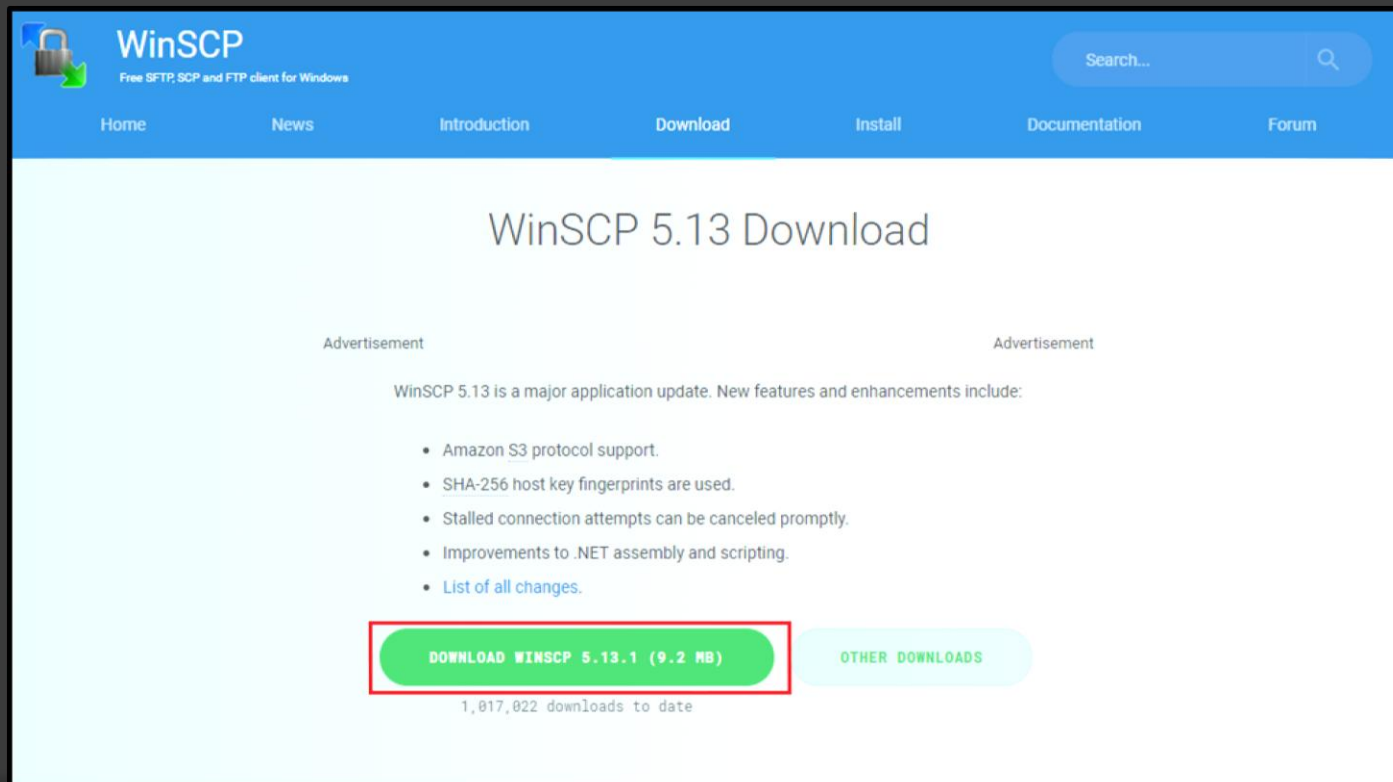 WinSCP
Free SFTP, SCP and FTP client for Windows
Search...
Home News Introduction Download Install Documentation Forum
WinSCP 5.13 Download
Advertisement Advertisement
WinSCP 5.13 is a major application update. New features and enhancements include:
• Amazon S3 protocol support.
• SHA-256 host key fingerprints are used.
• Stalled connection attempts can be canceled promptly.
• Improvements to .NET assembly and scripting.
• List of all changes.
DOWNLOAD WINSCP 5.13.1 (9.2 MB) OTHER DOWNLOADS
1,017,022 downloads to date